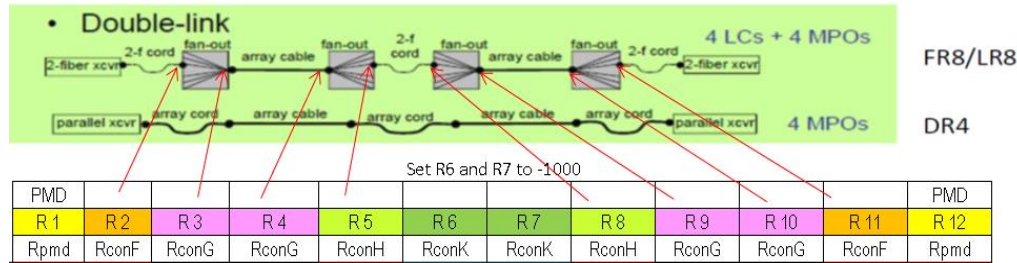 • Double-link
4 LCs + 4 MPOs
2-fiber xcvr 2-f cord fan-out array cable fan-out 2-f cord fan-out array cable fan-out 2-f cord 2-fiber xcvr
FR8/LR8
parallel xcvr array cord array cable array cord array cable array cord parallel xcvr 4 MPOs DR4
Set R6 and R7 to -1000
PMD PMD
R 1 R 2 R 3 R 4 R 5 R 6 R 7 R 8 R 9 R 10 R 11 R 12
Rpmd RconF RconG RconG RconH RconK RconK RconH RconG RconG RconF Rpmd